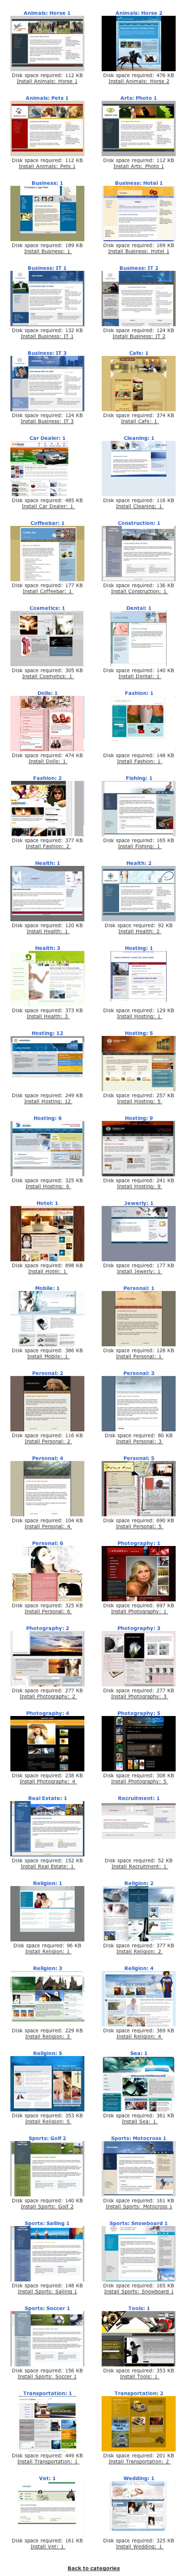 Animals: Horse 1
Animals: Horse 2
Disk space required: 112 KB
Disk space required: 476 KB
Install Animals: Horse 1
Install Animals: Horse 2
Animals: Pets 1
Arts: Photo 1
Disk space required: 112 KB
Disk space required: 112 KB
Install Animals: Pets 1
Install Arts: Photo 1
Business: 1
Business: Hotel 1
Disk space required: 189 KB
Disk space required: 169 KB
Install Business: 1
Install Business: Hotel 1
Business: IT 1
Business: IT 2
Disk space required: 132 KB
Disk space required: 124 KB
Install Business: IT 1
Install Business: IT 2
Business: IT 3
Cafe: 1
Disk space required: 124 KB
Disk space required: 374 KB
Install Business: IT 3
Install Cafe: 1
Car Dealer: 1
Cleaning: 1
Disk space required: 485 KB
Disk space required: 116 KB
Install Car Dealer: 1
Install Cleaning: 1
Coffeebar: 1
Construction: 1
Disk space required: 177 KB
Disk space required: 136 KB
Install Coffeebar: 1
Install Construction: 1
Cosmetics: 1
Dental: 1
Disk space required: 305 KB
Disk space required: 140 KB
Install Cosmetics: 1
Install Dental: 1
Dolls: 1
Fashion: 1
Disk space required: 474 KB
Disk space required: 148 KB
Install Dolls: 1
Install Fashion: 1
Fashion: 2
Fishing: 1
Disk space required: 377 KB
Disk space required: 165 KB
Install Fashion: 2
Install Fishing: 1
Health: 1
Health: 2
Disk space required: 120 KB
Disk space required: 92 KB
Install Health: 1
Install Health: 2
Health: 3
Hosting: 1
Disk space required: 373 KB
Disk space required: 129 KB
Install Health: 3
Install Hosting: 1
Hosting: 12
Hosting: 5
Disk space required: 249 KB
Disk space required: 257 KB
Install Hosting: 12
Install Hosting: 5
Hosting: 6
Hosting: 9
Disk space required: 325 KB
Disk space required: 241 KB
Install Hosting: 6
Install Hosting: 9
Hotel: 1
Jewerly: 1
Disk space required: 898 KB
Disk space required: 177 KB
Install Hotel: 1
Install Jewerly: 1
Mobile: 1
Personal: 1
Disk space required: 386 KB
Disk space required: 128 KB
Install Mobile: 1
Install Personal: 1
Personal: 2
Personal: 3
Disk space required: 116 KB
Disk space required: 80 KB
Install Personal: 2
Install Personal: 3
Personal: 4
Personal: 5
Disk space required: 104 KB
Disk space required: 690 KB
Install Personal: 4
Install Personal: 5
Personal: 6
Photography: 1
Disk space required: 325 KB
Disk space required: 697 KB
Install Personal: 6
Install Photography: 1
Photography: 2
Photography: 3
Disk space required: 277 KB
Disk space required: 277 KB
Install Photography: 2
Install Photography: 3
Photography: 4
Photography: 5
Disk space required: 238 KB
Disk space required: 308 KB
Install Photography: 4
Install Photography: 5
Real Estate: 1
Recruitment: 1
Disk space required: 152 KB
Disk space required: 52 KB
Install Real Estate: 1
Install Recruitment: 1
Religion: 1
Religion: 2
Disk space required: 96 KB
Disk space required: 377 KB
Install Religion: 1
Install Religion: 2
Religion: 3
Religion: 4
Disk space required: 229 KB
Disk space required: 369 KB
Install Religion: 3
Install Religion: 4
Religion: 5
Sea: 1
Disk space required: 353 KB
Disk space required: 361 KB
Install Religion: 5
Install Sea: 1
Sports: Golf 2
Sports: Motocross 1
Disk space required: 140 KB
Disk space required: 161 KB
Install Sports: Golf 2
Install Sports: Motocross 1
Sports: Sailing 1
Sports: Snowboard 1
Disk space required: 148 KB
Disk space required: 165 KB
Install Sports: Sailing 1
Install Sports: Snowboard 1
Sports: Soccer 1
Tools: 1
Disk space required: 156 KB
Disk space required: 353 KB
Install Sports: Soccer 1
Install Tools: 1
Transportation: 1
Transportation: 2
Disk space required: 449 KB
Disk space required: 201 KB
Install Transportation: 1
Install Transportation: 2
Vet: 1
Wedding: 1
Disk space required: 161 KB
Disk space required: 325 KB
Install Vet: 1
Install Wedding: 1
Back to categories